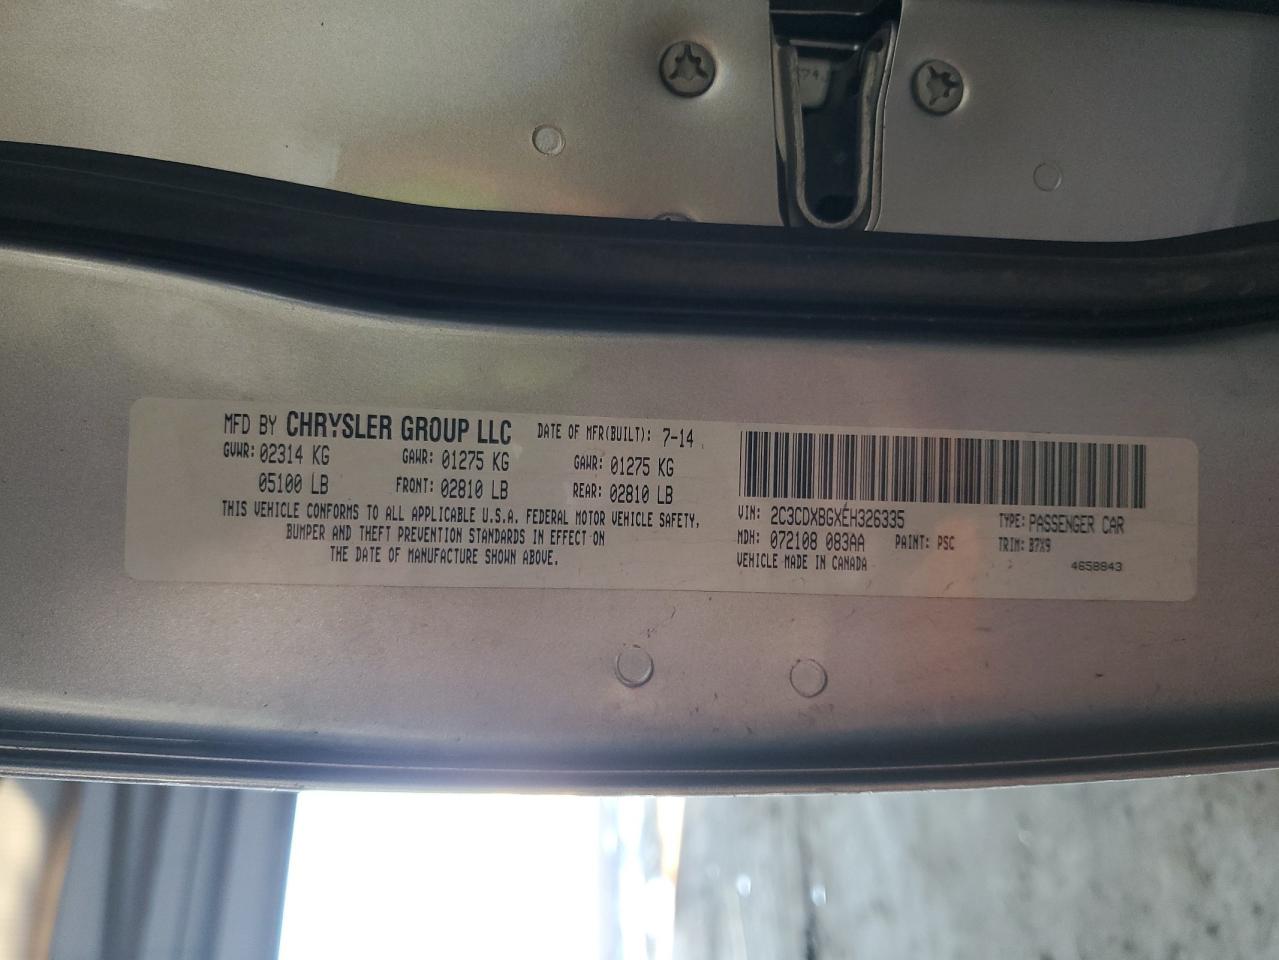 MFD BY CHRYSLER GROUP LLC DATE OF MFR(BUILT): 7-14
GVWR: 02314 KG GAWR: 01275 KG GAWR: 01275 KG
05100 LB FRONT: 02810 LB REAR: 02810 LB
THIS VEHICLE CONFORMS TO ALL APPLICABLE U.S.A. FEDERAL MOTOR VEHICLE SAFETY,
BUMPER AND THEFT PREVENTION STANDARDS IN EFFECT ON
THE DATE OF MANUFACTURE SHOWN ABOVE.
VIN: 2C3CDXBGXEH326335 TYPE: PASSENGER CAR
MDH: 072108 083AA PAINT: PSC TRIM: B7X9
VEHICLE MADE IN CANADA 4658843